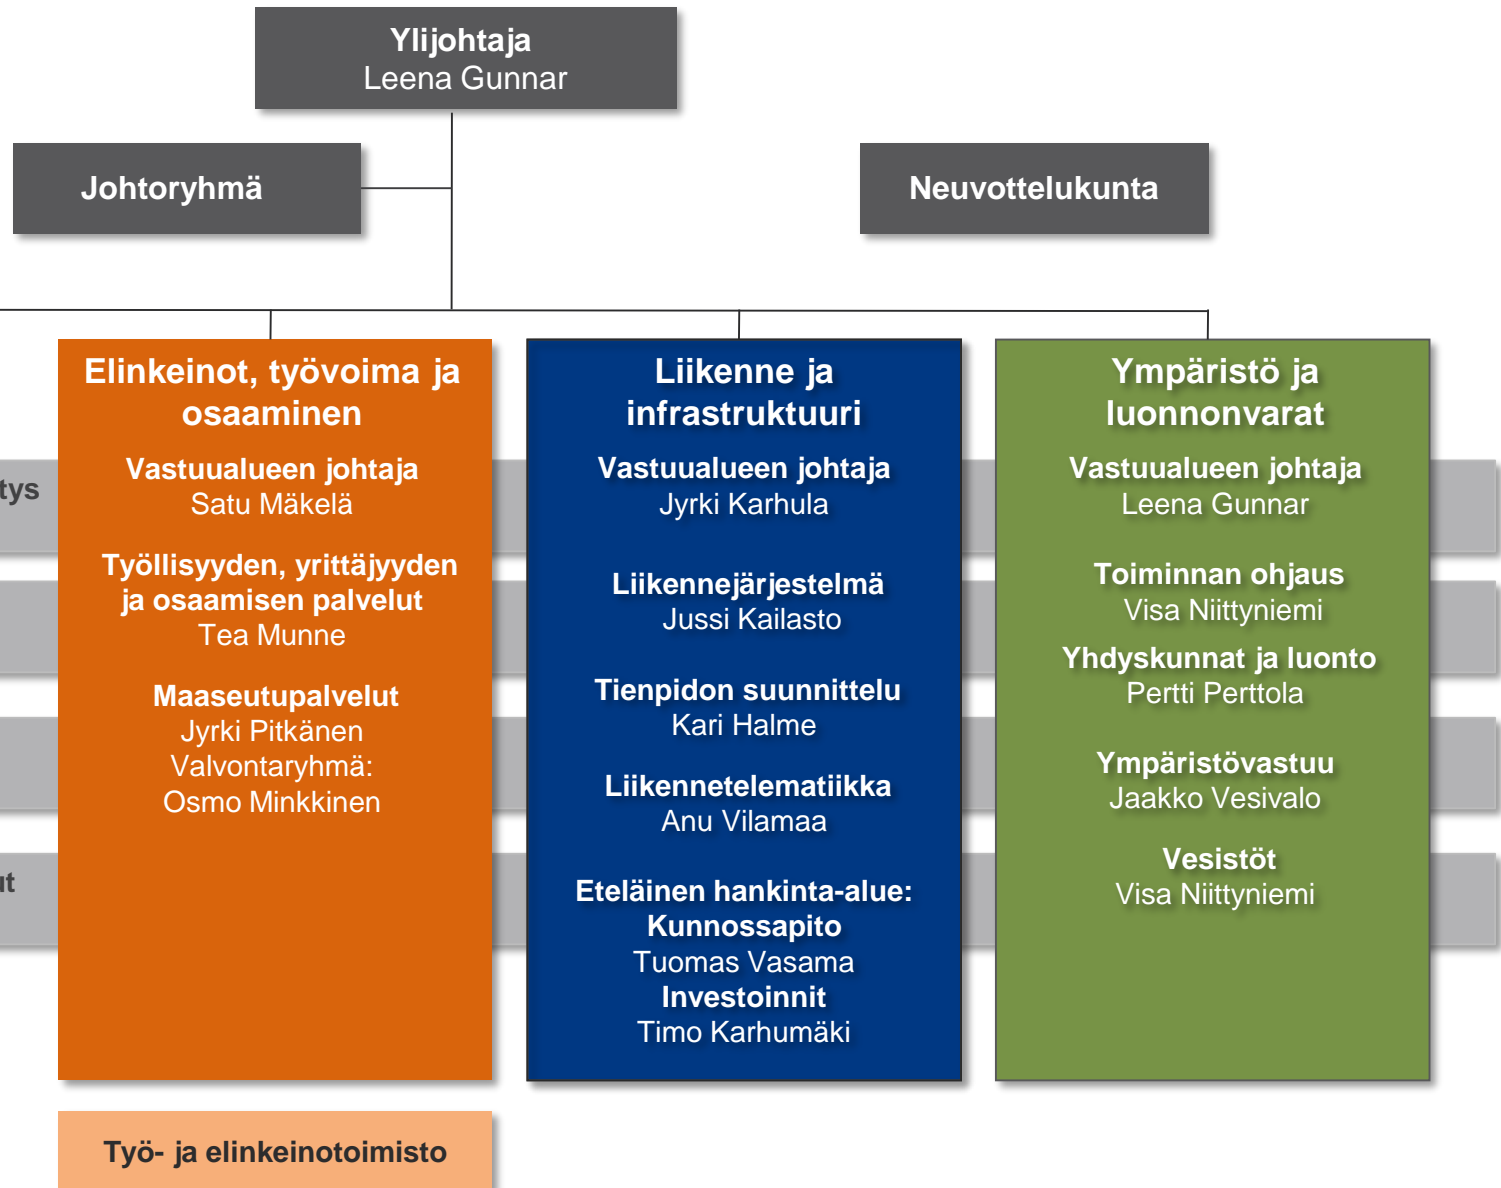 Ylijohtaja
Leena Gunnar
Johtoryhmä
Neuvottelukunta
Elinkeinot, työvoima ja
osaaminen
Vastuualueen johtaja
Satu Mäkelä
Työllisyyden, yrittäjyyden
ja osaamisen palvelut
Tea Munne
Maaseutupalvelut
Jyrki Pitkänen
Valvontaryhmä:
Osmo Minkkinen
Liikenne ja
infrastruktuuri
Vastuualueen johtaja
Jyrki Karhula
Liikennejärjestelmä
Jussi Kailasto
Tienpidon suunnittelu
Kari Halme
Liikennetelematiikka
Anu Vilamaa
Eteläinen hankinta-alue:
Kunnossapito
Tuomas Vasama
Investoinnit
Timo Karhumäki
Ympäristö ja
luonnonvarat
Vastuualueen johtaja
Leena Gunnar
Toiminnan ohjaus
Visa Niittyniemi
Yhdyskunnat ja luonto
Pertti Perttola
Ympäristövastuu
Jaakko Vesivalo
Vesistöt
Visa Niittyniemi
Työ- ja elinkeinotoimisto